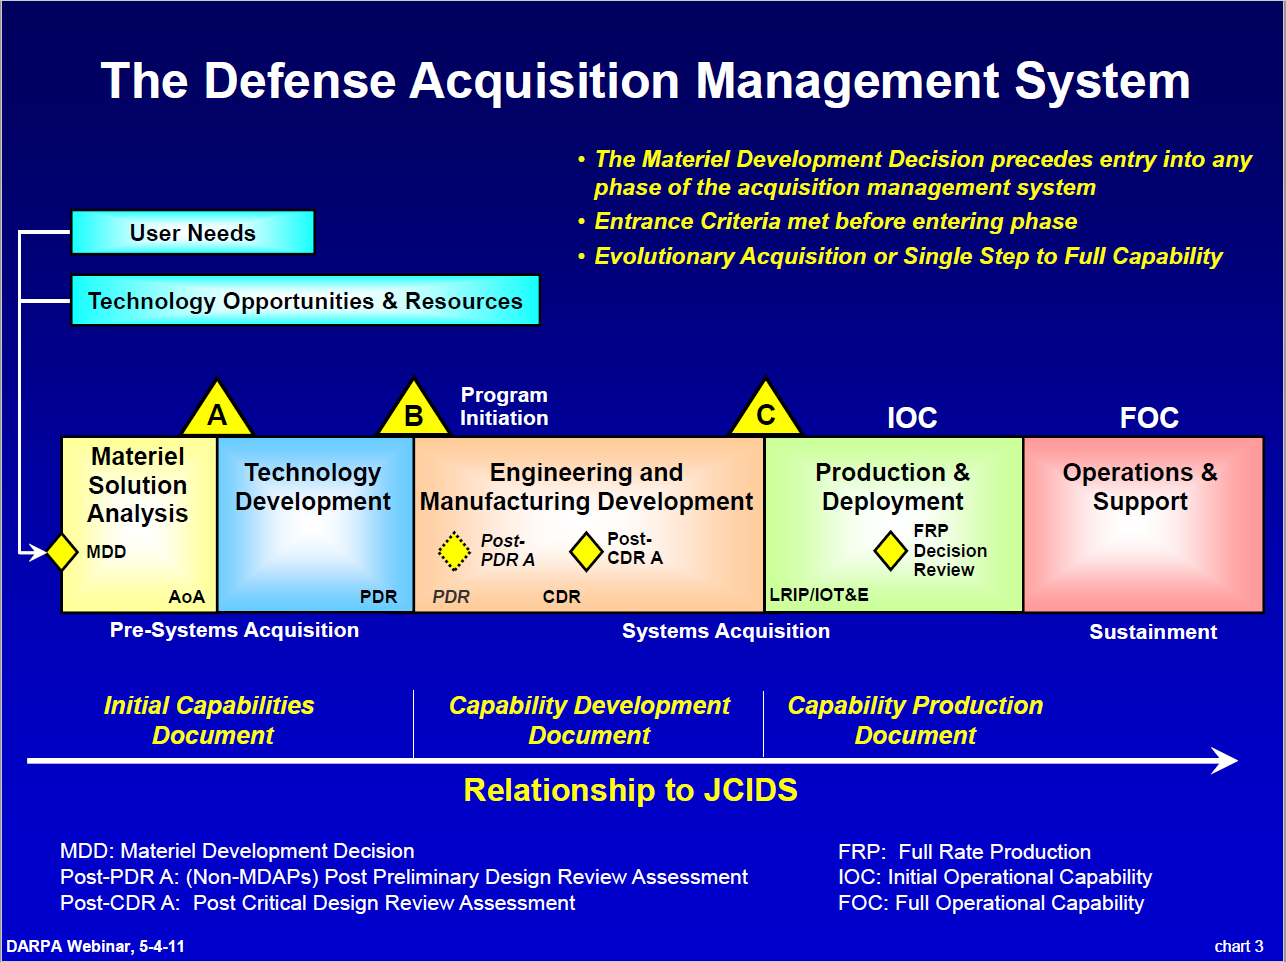 The Defense Acquisition Management System
• The Materiel Development Decision precedes entry into any
phase of the acquisition management system
• Entrance Criteria met before entering phase
• Evolutionary Acquisition or Single Step to Full Capability
User Needs
Technology Opportunities & Resources
A
B
Program
Initiation
C
IOC
FOC
Materiel
Solution
Analysis
MDD
AoA
Technology
Development
PDR
Engineering and
Manufacturing Development
Post-
PDR A
Post-
CDR A
PDR
CDR
Production &
Deployment
FRP
Decision
Review
LRIP/IOT&E
Operations &
Support
Pre-Systems Acquisition
Systems Acquisition
Sustainment
Initial Capabilities
Document
Capability Development
Document
Capability Production
Document
Relationship to JCIDS
MDD: Materiel Development Decision
Post-PDR A: (Non-MDAPs) Post Preliminary Design Review Assessment
Post-CDR A:  Post Critical Design Review Assessment
FRP:  Full Rate Production
IOC: Initial Operational Capability
FOC: Full Operational Capability
DARPA Webinar, 5-4-11
chart 3